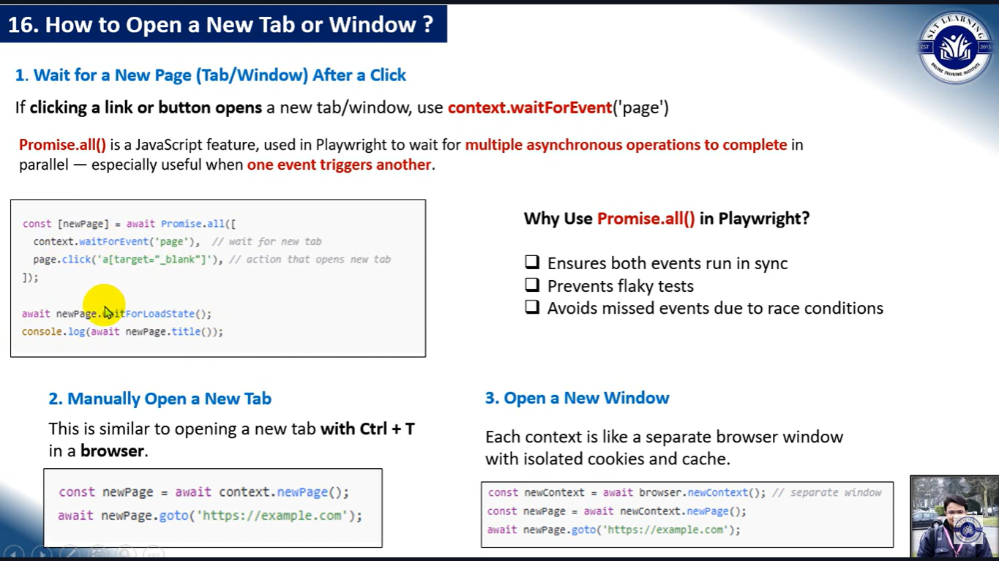 16. How to Open a New Tab or Window ?
SLT LEARNING
EST
2015
ONLINE TRAINING INSTITUTE
1. Wait for a New Page (Tab/Window) After a Click
If clicking a link or button opens a new tab/window, use context.waitForEvent('page')
Promise.all() is a JavaScript feature, used in Playwright to wait for multiple asynchronous operations to complete in
parallel — especially useful when one event triggers another.
const [newPage] = await Promise.all([
context.waitForEvent('page'), // wait for new tab
page.click('a[target="_blank"]'), // action that opens new tab
]);
await newPage.waitForLoadState();
console.log(await newPage.title());
Why Use Promise.all() in Playwright?
Ensures both events run in sync
Prevents flaky tests
Avoids missed events due to race conditions
2. Manually Open a New Tab
This is similar to opening a new tab with Ctrl + T
in a browser.
const newPage = await context.newPage();
await newPage.goto('https://example.com');
3. Open a New Window
Each context is like a separate browser window
with isolated cookies and cache.
const newContext = await browser.newContext(); // separate window
const newPage = await newContext.newPage();
await newPage.goto('https://example.com');